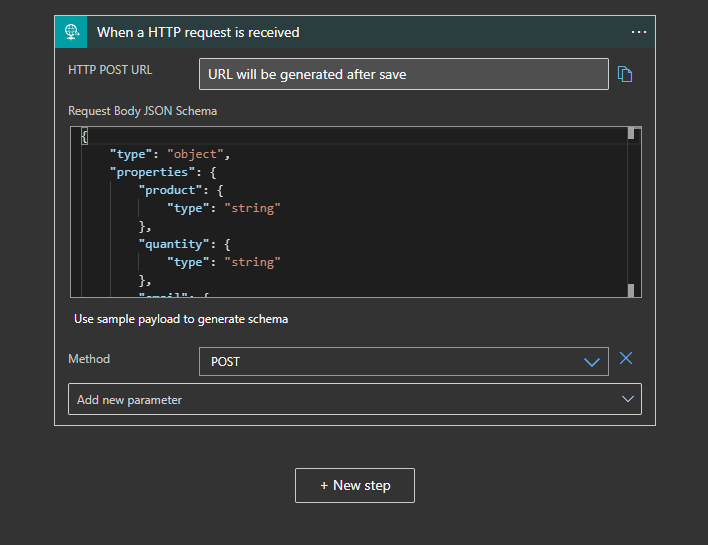 When a HTTP request is received
HTTP POST URL
URL will be generated after save
Request Body JSON Schema
{
"type": "object",
"properties": {
"product": {
"type": "string"
},
"quantity": {
"type": "string"
},
"email": {
Use sample payload to generate schema
Method
POST
Add new parameter
+ New step